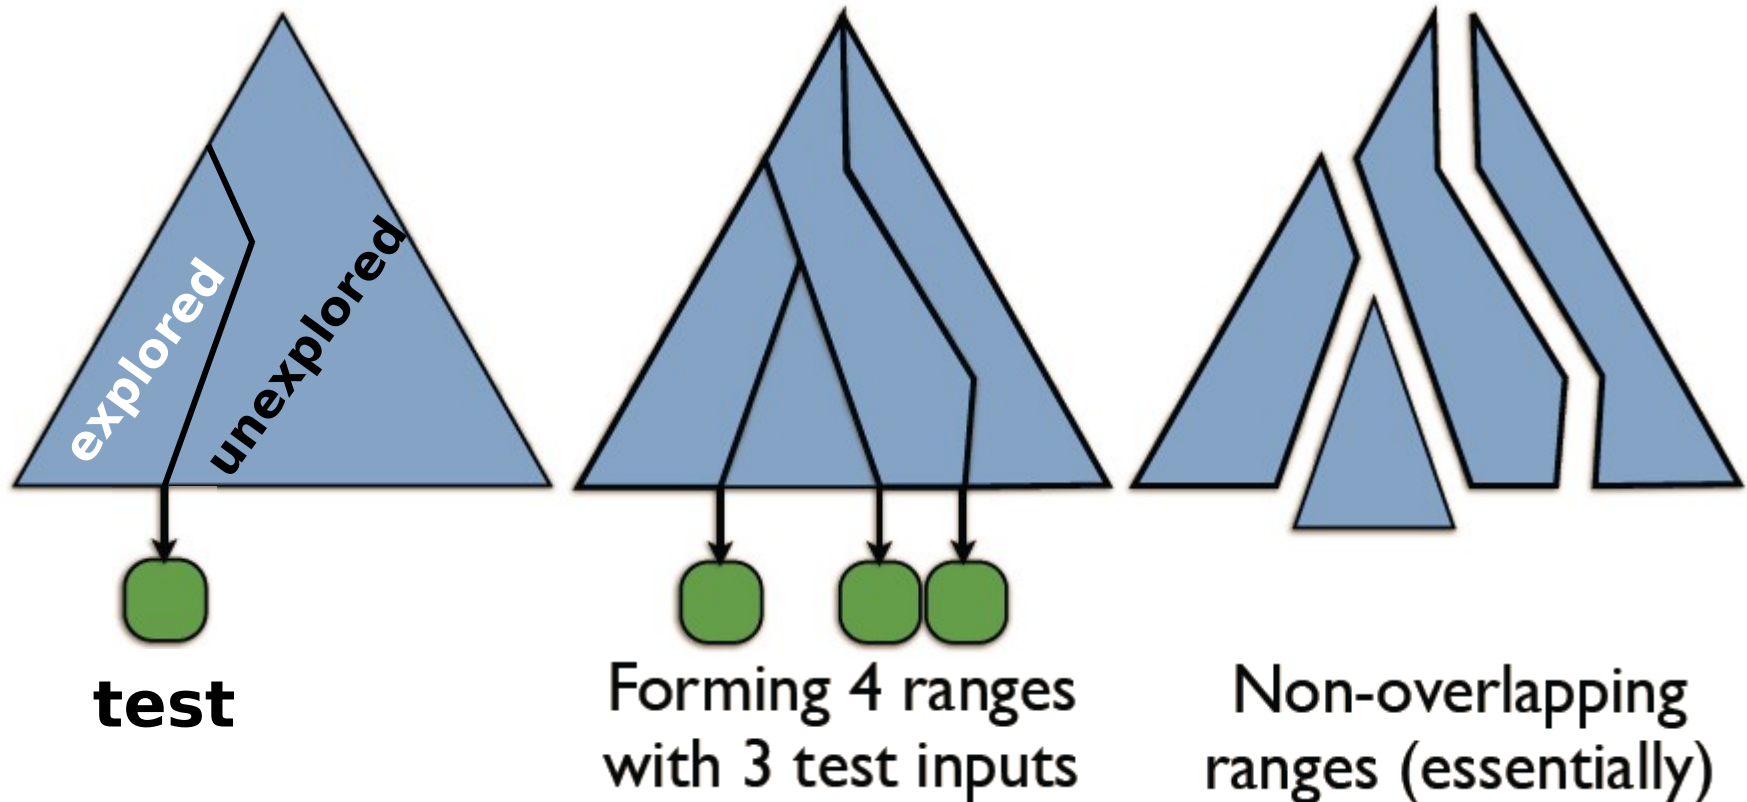 explored
unexplored
test
Forming 4 ranges
with 3 test inputs
Non-overlapping
ranges (essentially)